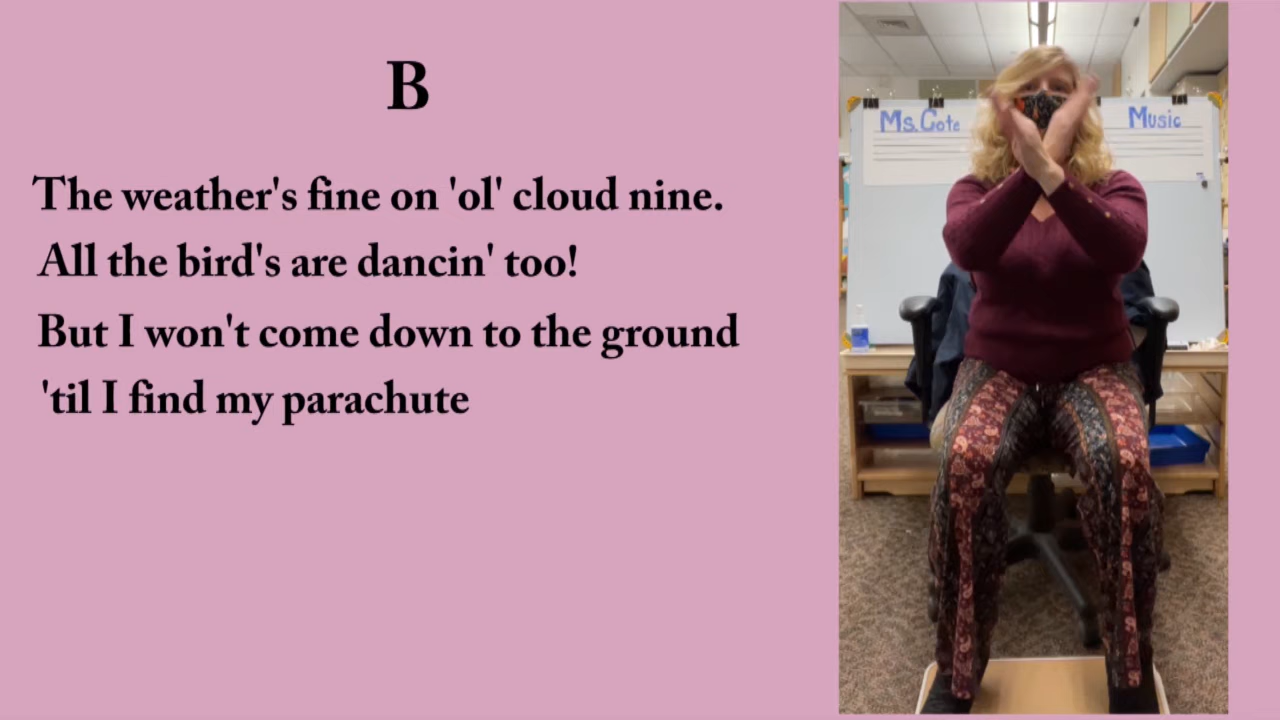 B
The weather's fine on 'ol' cloud nine.
All the bird's are dancin' too!
But I won't come down to the ground
'til I find my parachute
Ms. Cote
Music